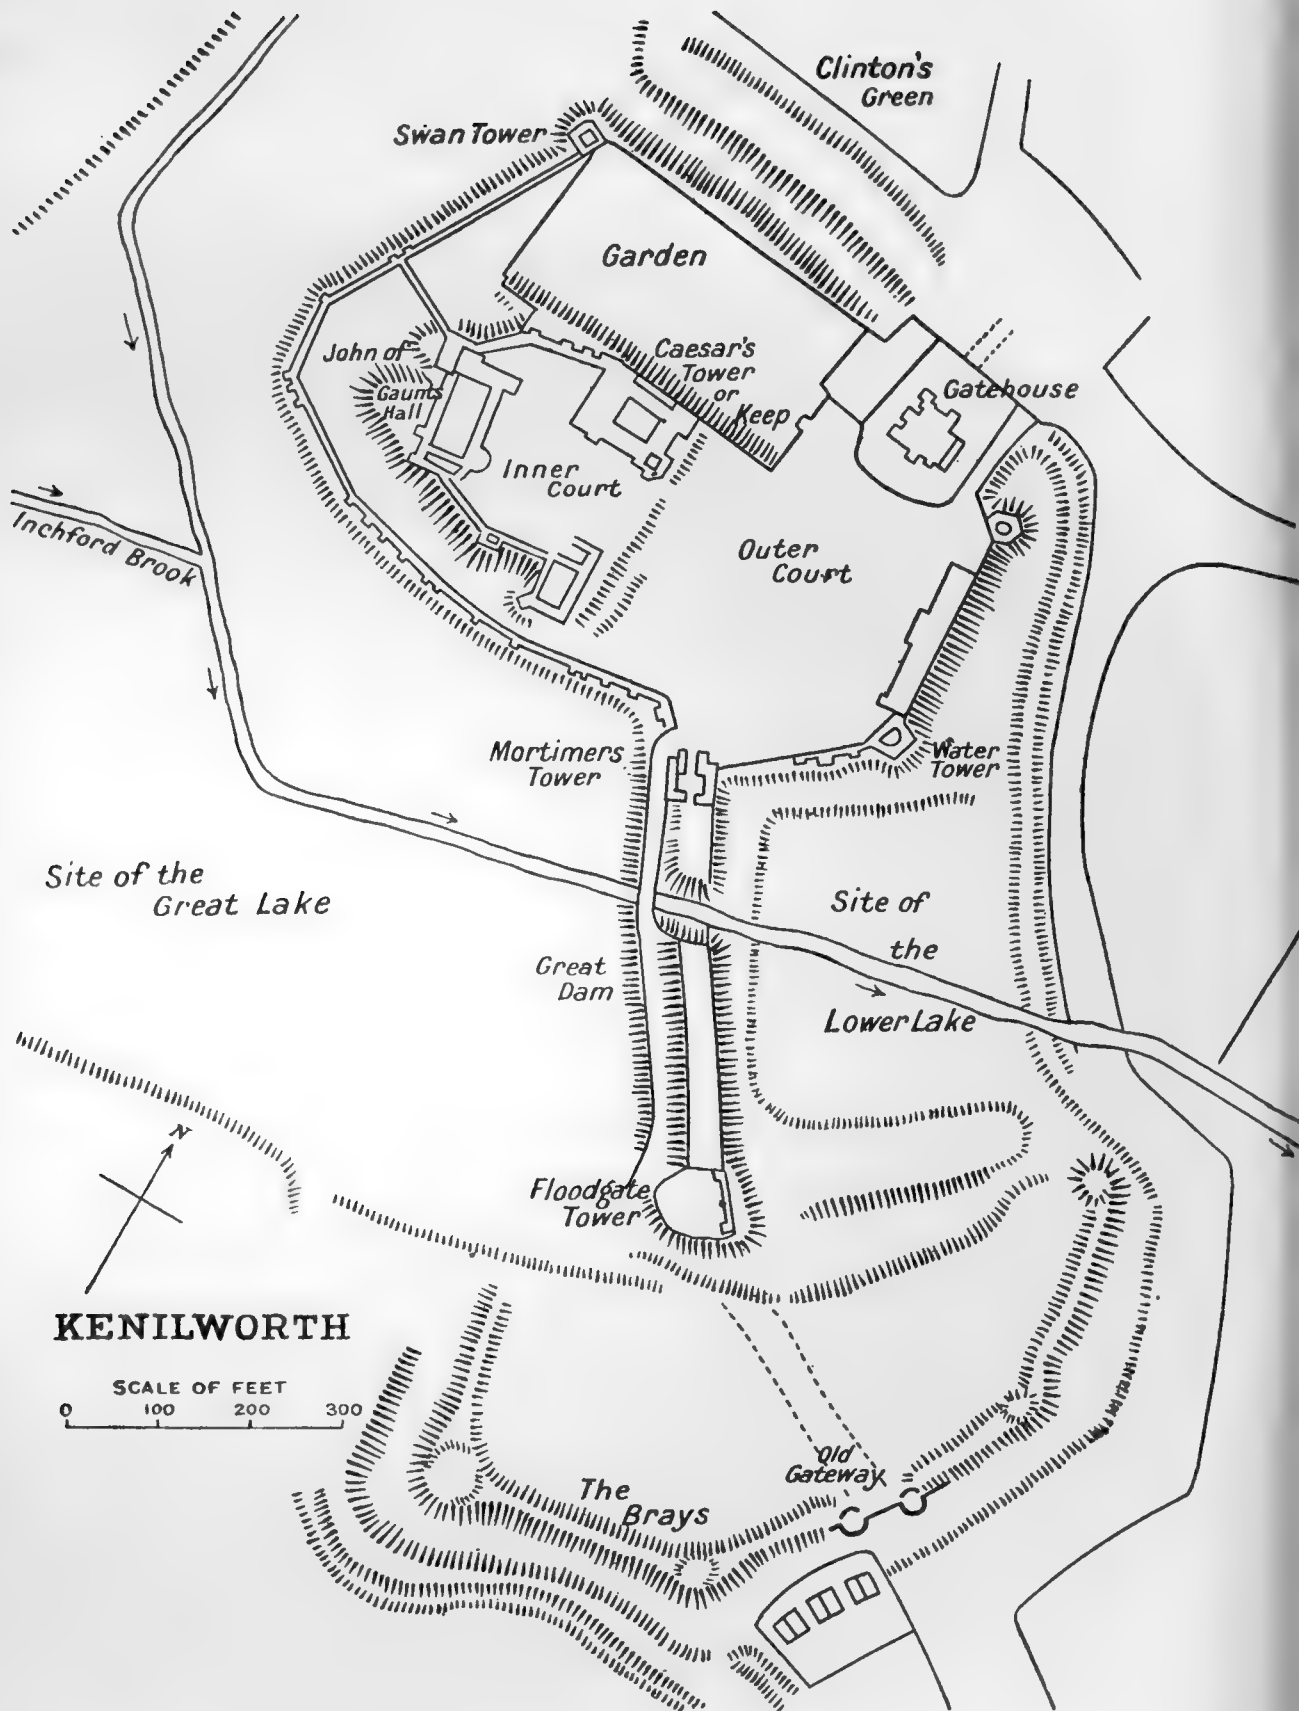 Clinton's
Green
Swan Tower
Garden
John of
Gaunts
Hall
Caesar's
Tower
or
Keep
Gatehouse
Inner
Court
Inchford Brook
Outer
Court
Mortimers
Tower
Water
Tower
Site of the
Great Lake
Site of
the
Lower Lake
Great
Dam
N
Floodgate
Tower
KENILWORTH
SCALE OF FEET
0 100 200 300
Old
Gateway
The
Brays